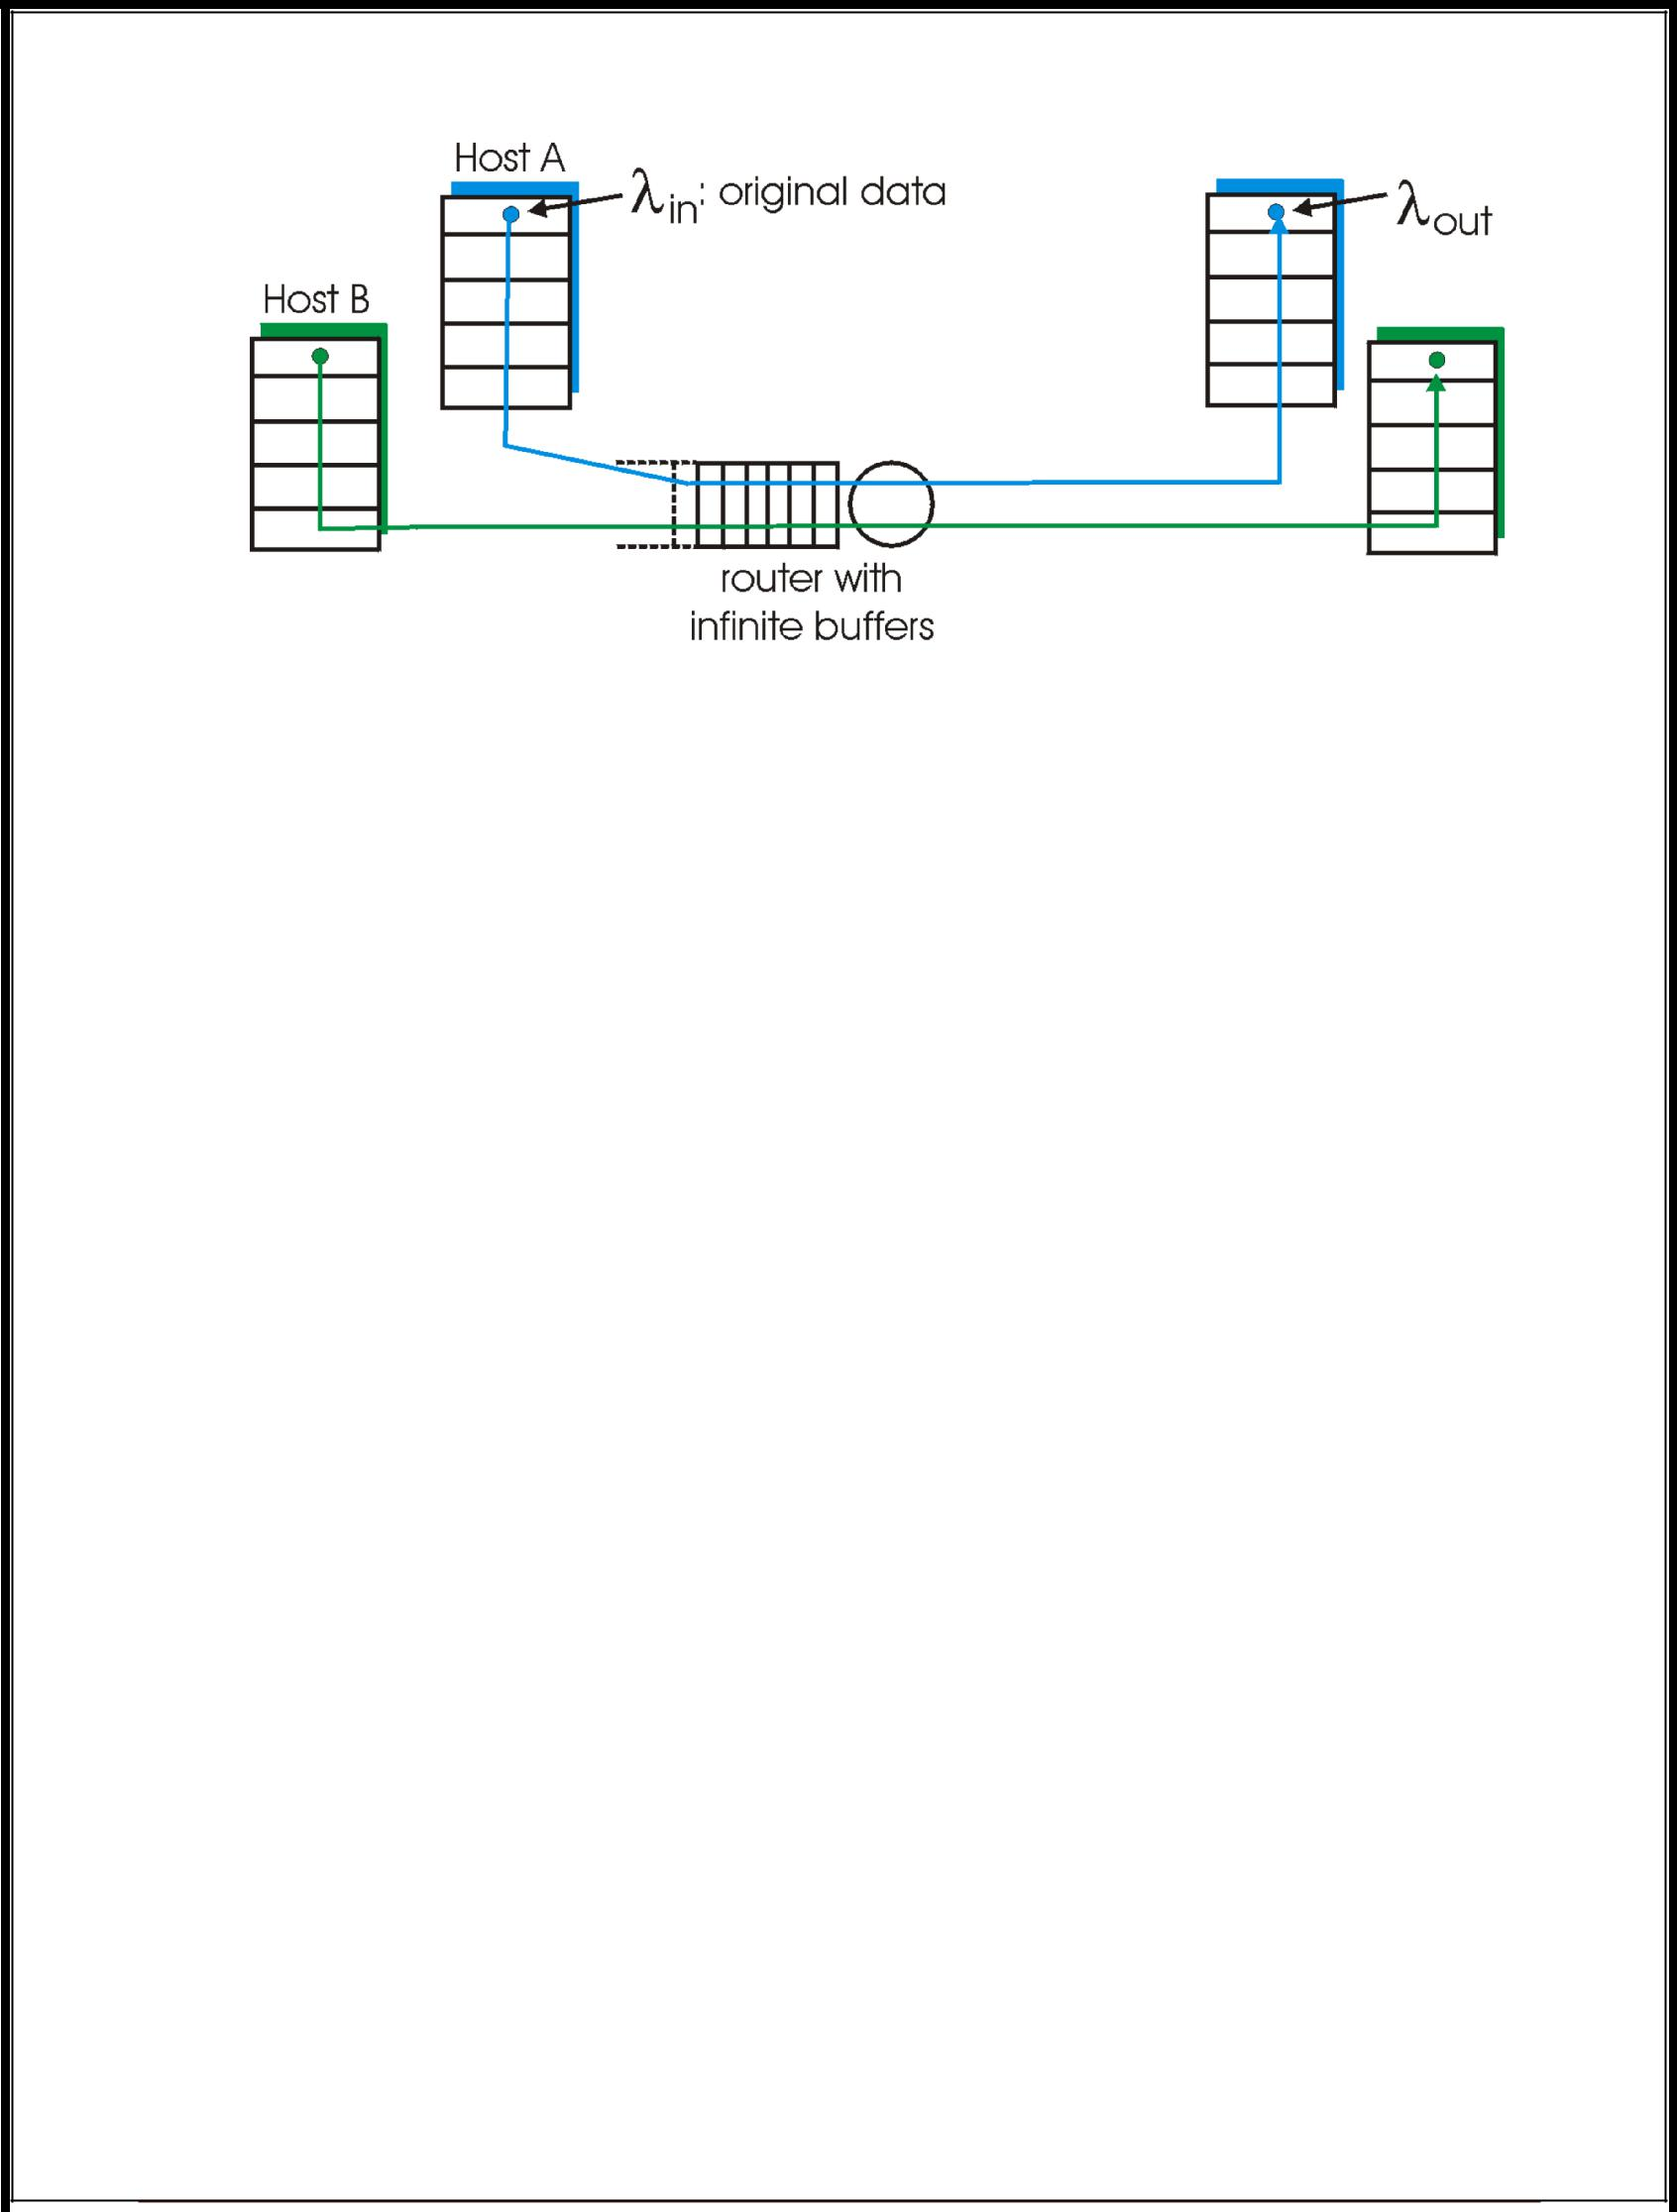 Host A
λin: original data
λout
Host B
router with
infinite buffers